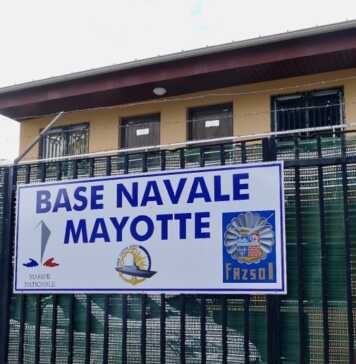 BASE NAVALE
MAYOTTE
MARINE
NATIONALE
FAZSOI